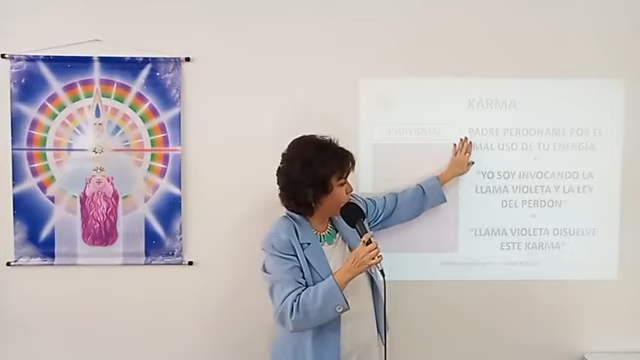 KARMA
INDIVIDUAL
PADRE PERDONAME POR EL
MAL USO DE TU ENERGÍA
"YO SOY INVOCANDO LA
LLAMA VIOLETA Y LA LEY
DEL PERDÓN"
"LLAMA VIOLETA DISUELVE
ESTE KARMA"